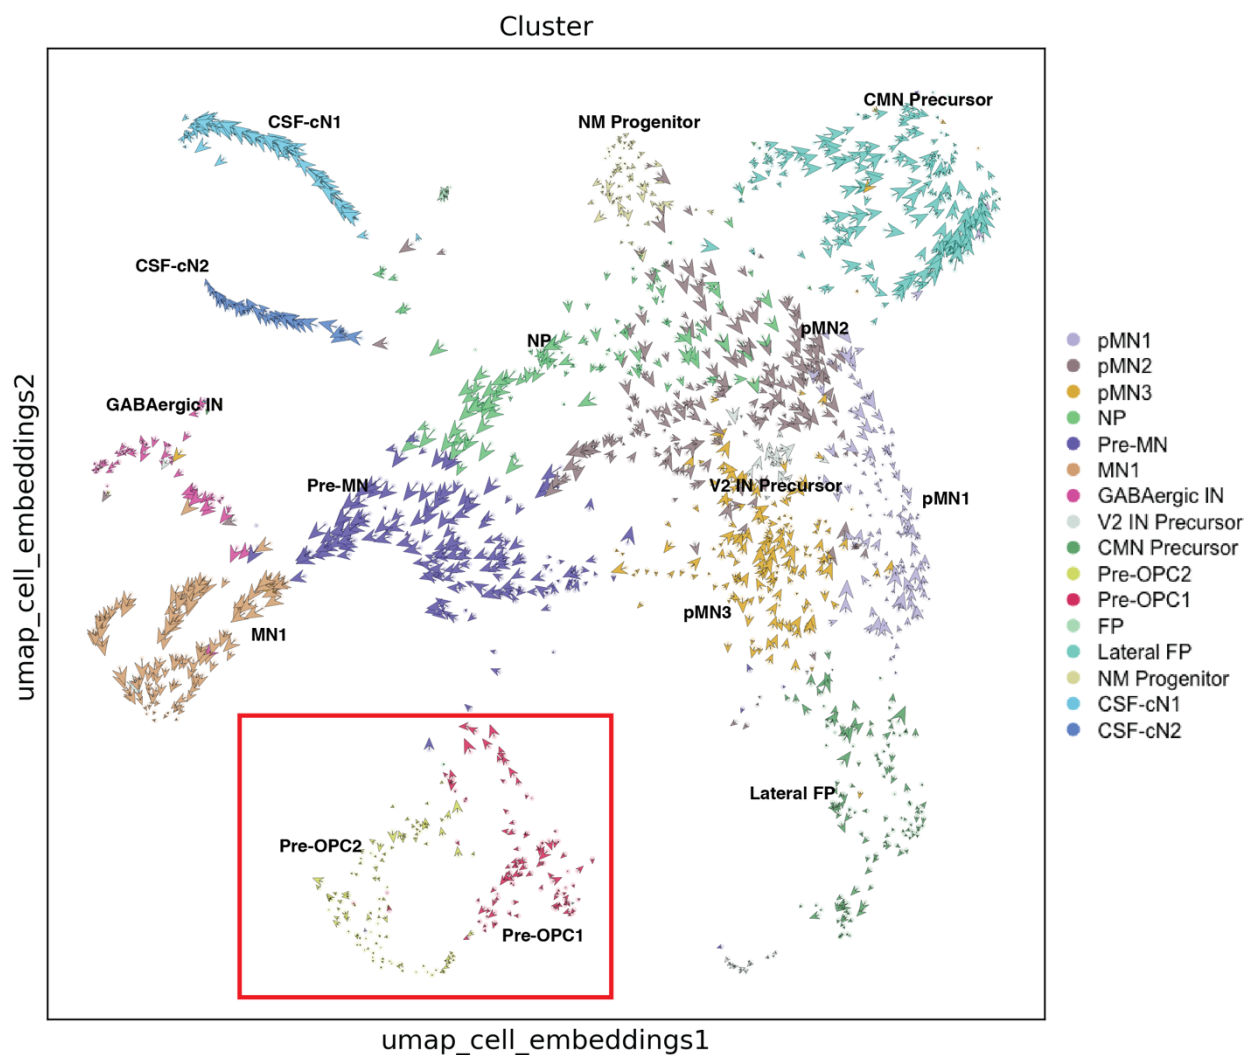 Cluster
CMN Precursor
CSF-cN1
NM Progenitor
CSF-cN2
pMN2
NP
GABAergic IN
Pre-MN
V2 IN Precursor
pMN1
pMN3
MN1
Lateral FP
Pre-OPC2
Pre-OPC1
umap_cell_embeddings2
umap_cell_embeddings1
pMN1
pMN2
pMN3
NP
Pre-MN
MN1
GABAergic IN
V2 IN Precursor
CMN Precursor
Pre-OPC2
Pre-OPC1
FP
Lateral FP
NM Progenitor
CSF-cN1
CSF-cN2